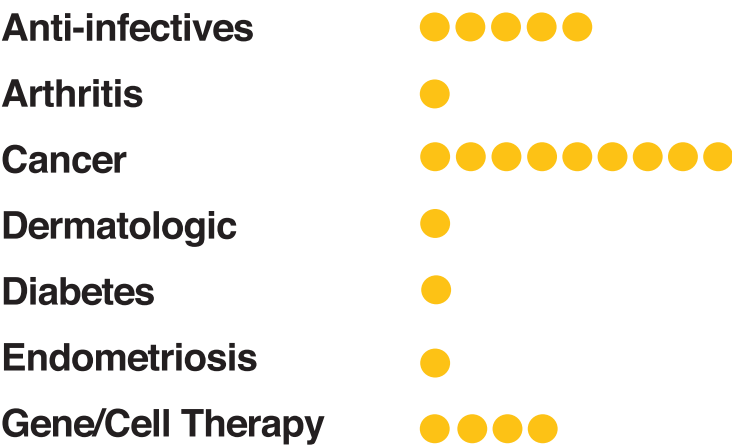 Anti-infectives
Arthritis
Cancer
Dermatologic
Diabetes
Endometriosis
Gene/Cell Therapy